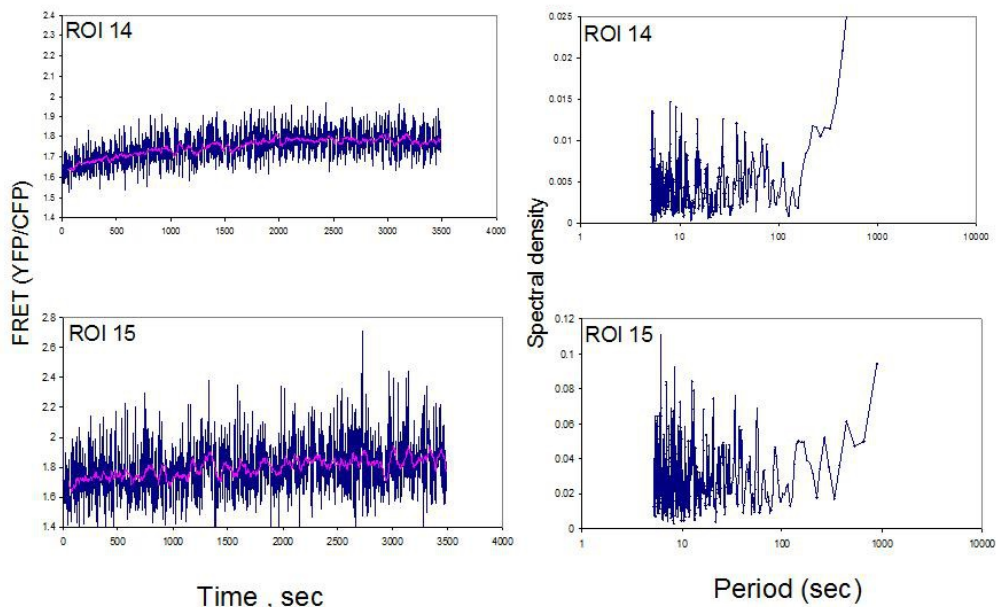 ROI 14
2.4
2.3
2.2
2.1
2
1.9
1.8
1.7
1.6
1.5
1.4
0 500 1000 1500 2000 2500 3000 3500 4000
ROI 14
0.025
0.02
0.015
0.01
0.005
0
1 10 100 1000 10000
FRET (YFP/CFP)
Spectral density
ROI 15
2.8
2.6
2.4
2.2
2
1.8
1.6
1.4
0 500 1000 1500 2000 2500 3000 3500 4000
ROI 15
0.12
0.1
0.08
0.06
0.04
0.02
0
1 10 100 1000 10000
Time , sec
Period (sec)